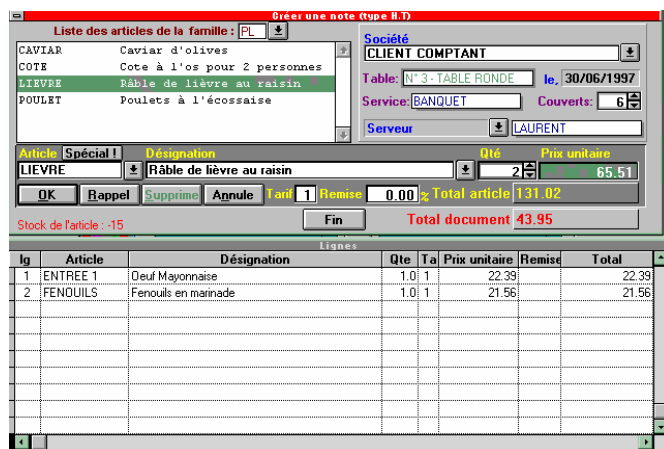 Créer une note (type H.T)
Liste des articles de la famille : PL
CAVIAR Caviar d'olives
COTE Cote à l'os pour 2 personnes
LIEVRE Râble de lièvre au raisin
POULET Poulets à l'écossaise
Société
CLIENT COMPTANT
Table: N° 3 - TABLE RONDE le, 30/06/1997
Service: BANQUET Couverts: 6
Serveur LAURENT
Article Spécial ! Désignation Qté Prix unitaire
LIEVRE Râble de lièvre au raisin 2 65.51
OK Rappel Supprime Annule Tarif 1 Remise 0.00 % Total article 131.02
Stock de l'article : -15 Fin Total document 43.95
Lignes
lg Article Désignation Qte Ta Prix unitaire Remise Total
1 ENTREE 1 Oeuf Mayonnaise 1.0 1 22.39 22.39
2 FENOUILS Fenouils en marinade 1.0 1 21.56 21.56